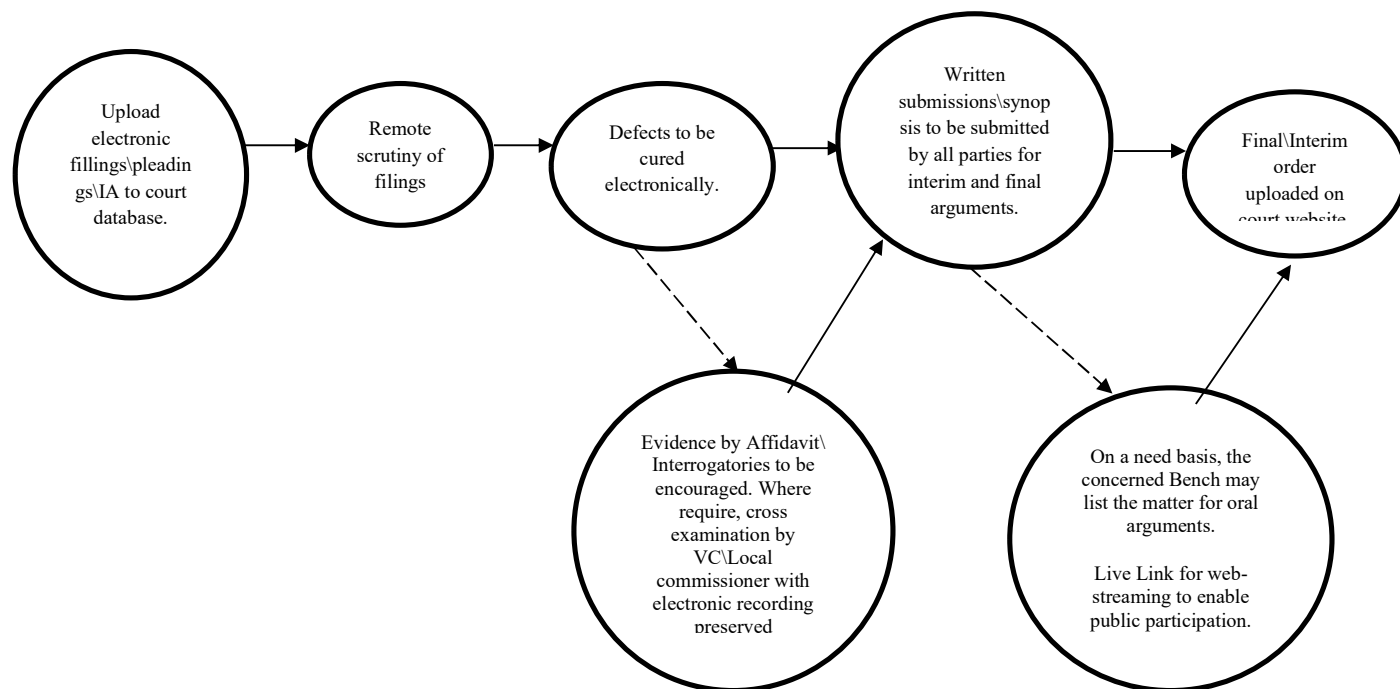 Upload
electronic
fillings\pleadin
gs\IA to court
database.
Remote
scrutiny of
filings
Defects to be
cured
electronically.
Written
submissions\synop
sis to be submitted
by all parties for
interim and final
arguments.
Final\Interim
order
uploaded on
court website
Evidence by Affidavit\
Interrogatories to be
encouraged. Where
require, cross
examination by
VC\Local
commissioner with
electronic recording
preserved
On a need basis, the
concerned Bench may
list the matter for oral
arguments.
Live Link for web-
streaming to enable
public participation.